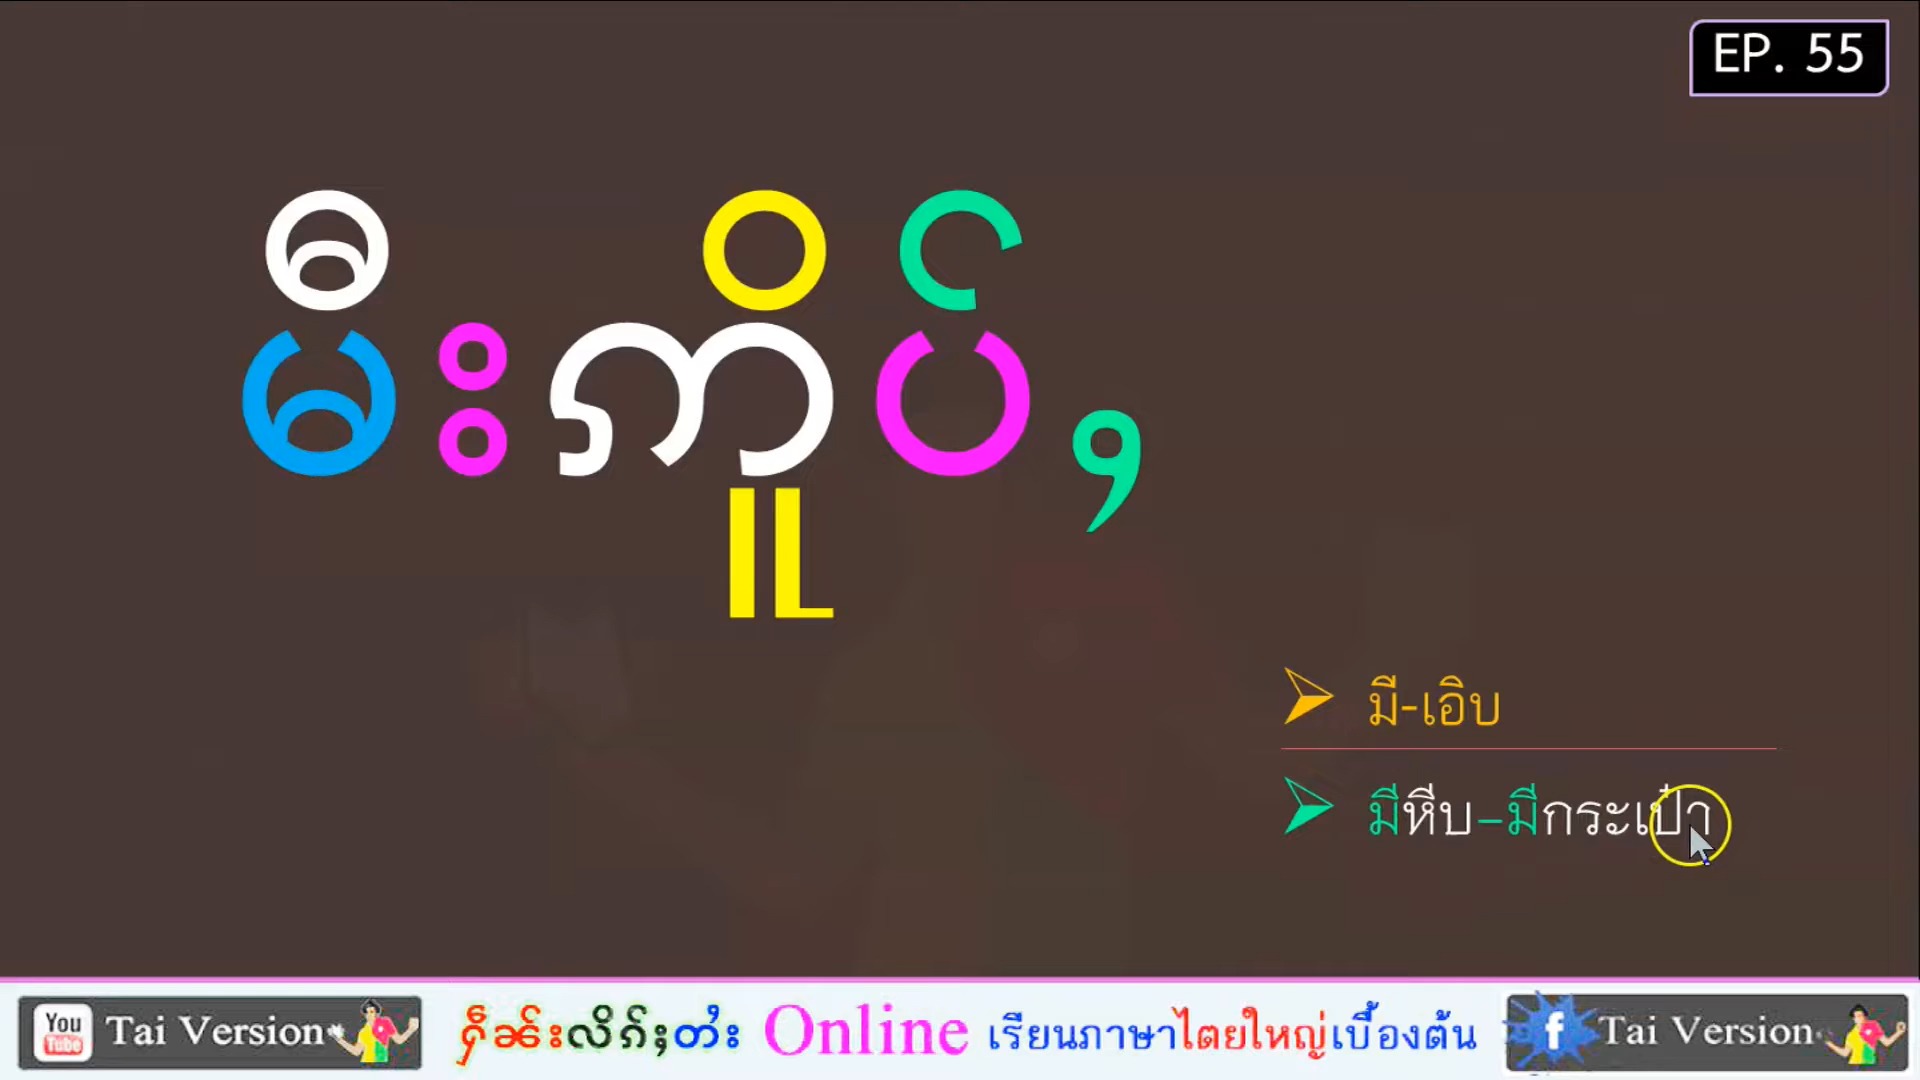 EP. 55
မီးဢိူပ်ႇ
➢ มี-เอิบ
➢ มีหีบ–มีกระเป๋า
You Tube Tai Version ႁဵၼ်းလိၵ်ႈတႆး Online เรียนภาษาไตยใหญ่เบื้องต้น f Tai Version